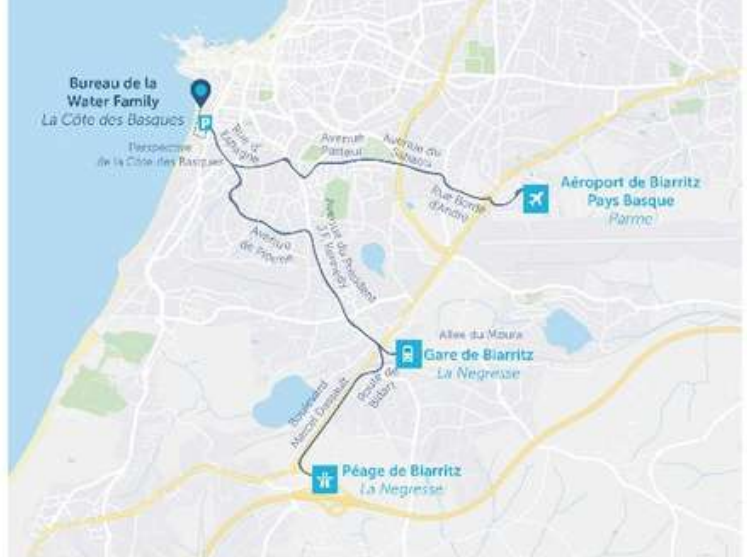 Bureau de la
Water Family
La Côte des Basques
P
Perspective
de la Côte des Basques
Rue d'
Espagne
Avenue
Pasteur
Avenue du
Sabaou
Rue Borde
d'André
Aéroport de Biarritz
Pays Basque
Parme
Avenue
de
Avenue du Président
J.F. Kennedy
Allée du Moura
Gare de Biarritz
La Negresse
Boulevard
Marcel Dassault
Route de
Bidart
Péage de Biarritz
La Negresse